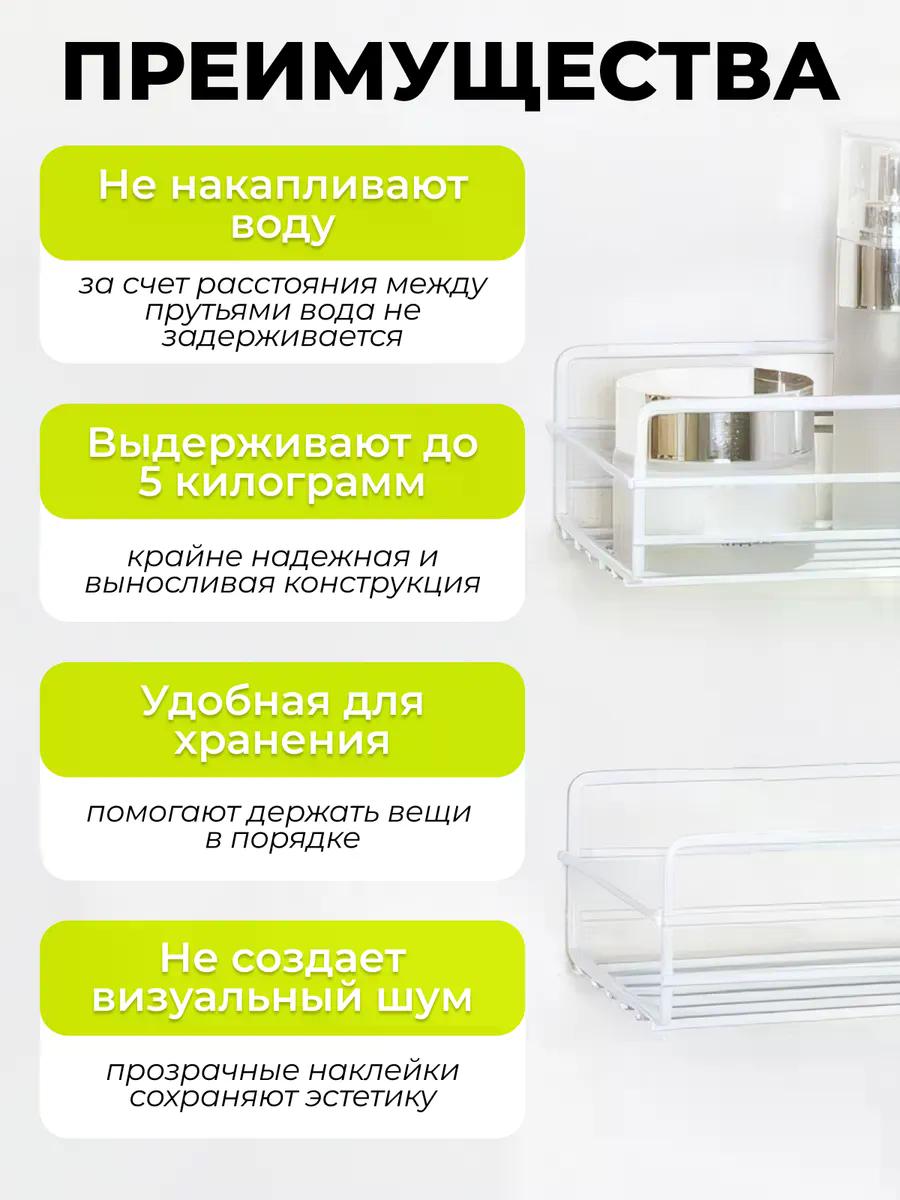 ПРЕИМУЩЕСТВА
Не накапливают
воду
за счет расстояния между
прутьями вода не
задерживается
Выдерживают до
5 килограмм
крайне надежная и
выносливая конструкция
Удобная для
хранения
помогают держать вещи
в порядке
Не создает
визуальный шум
прозрачные наклейки
сохраняют эстетику